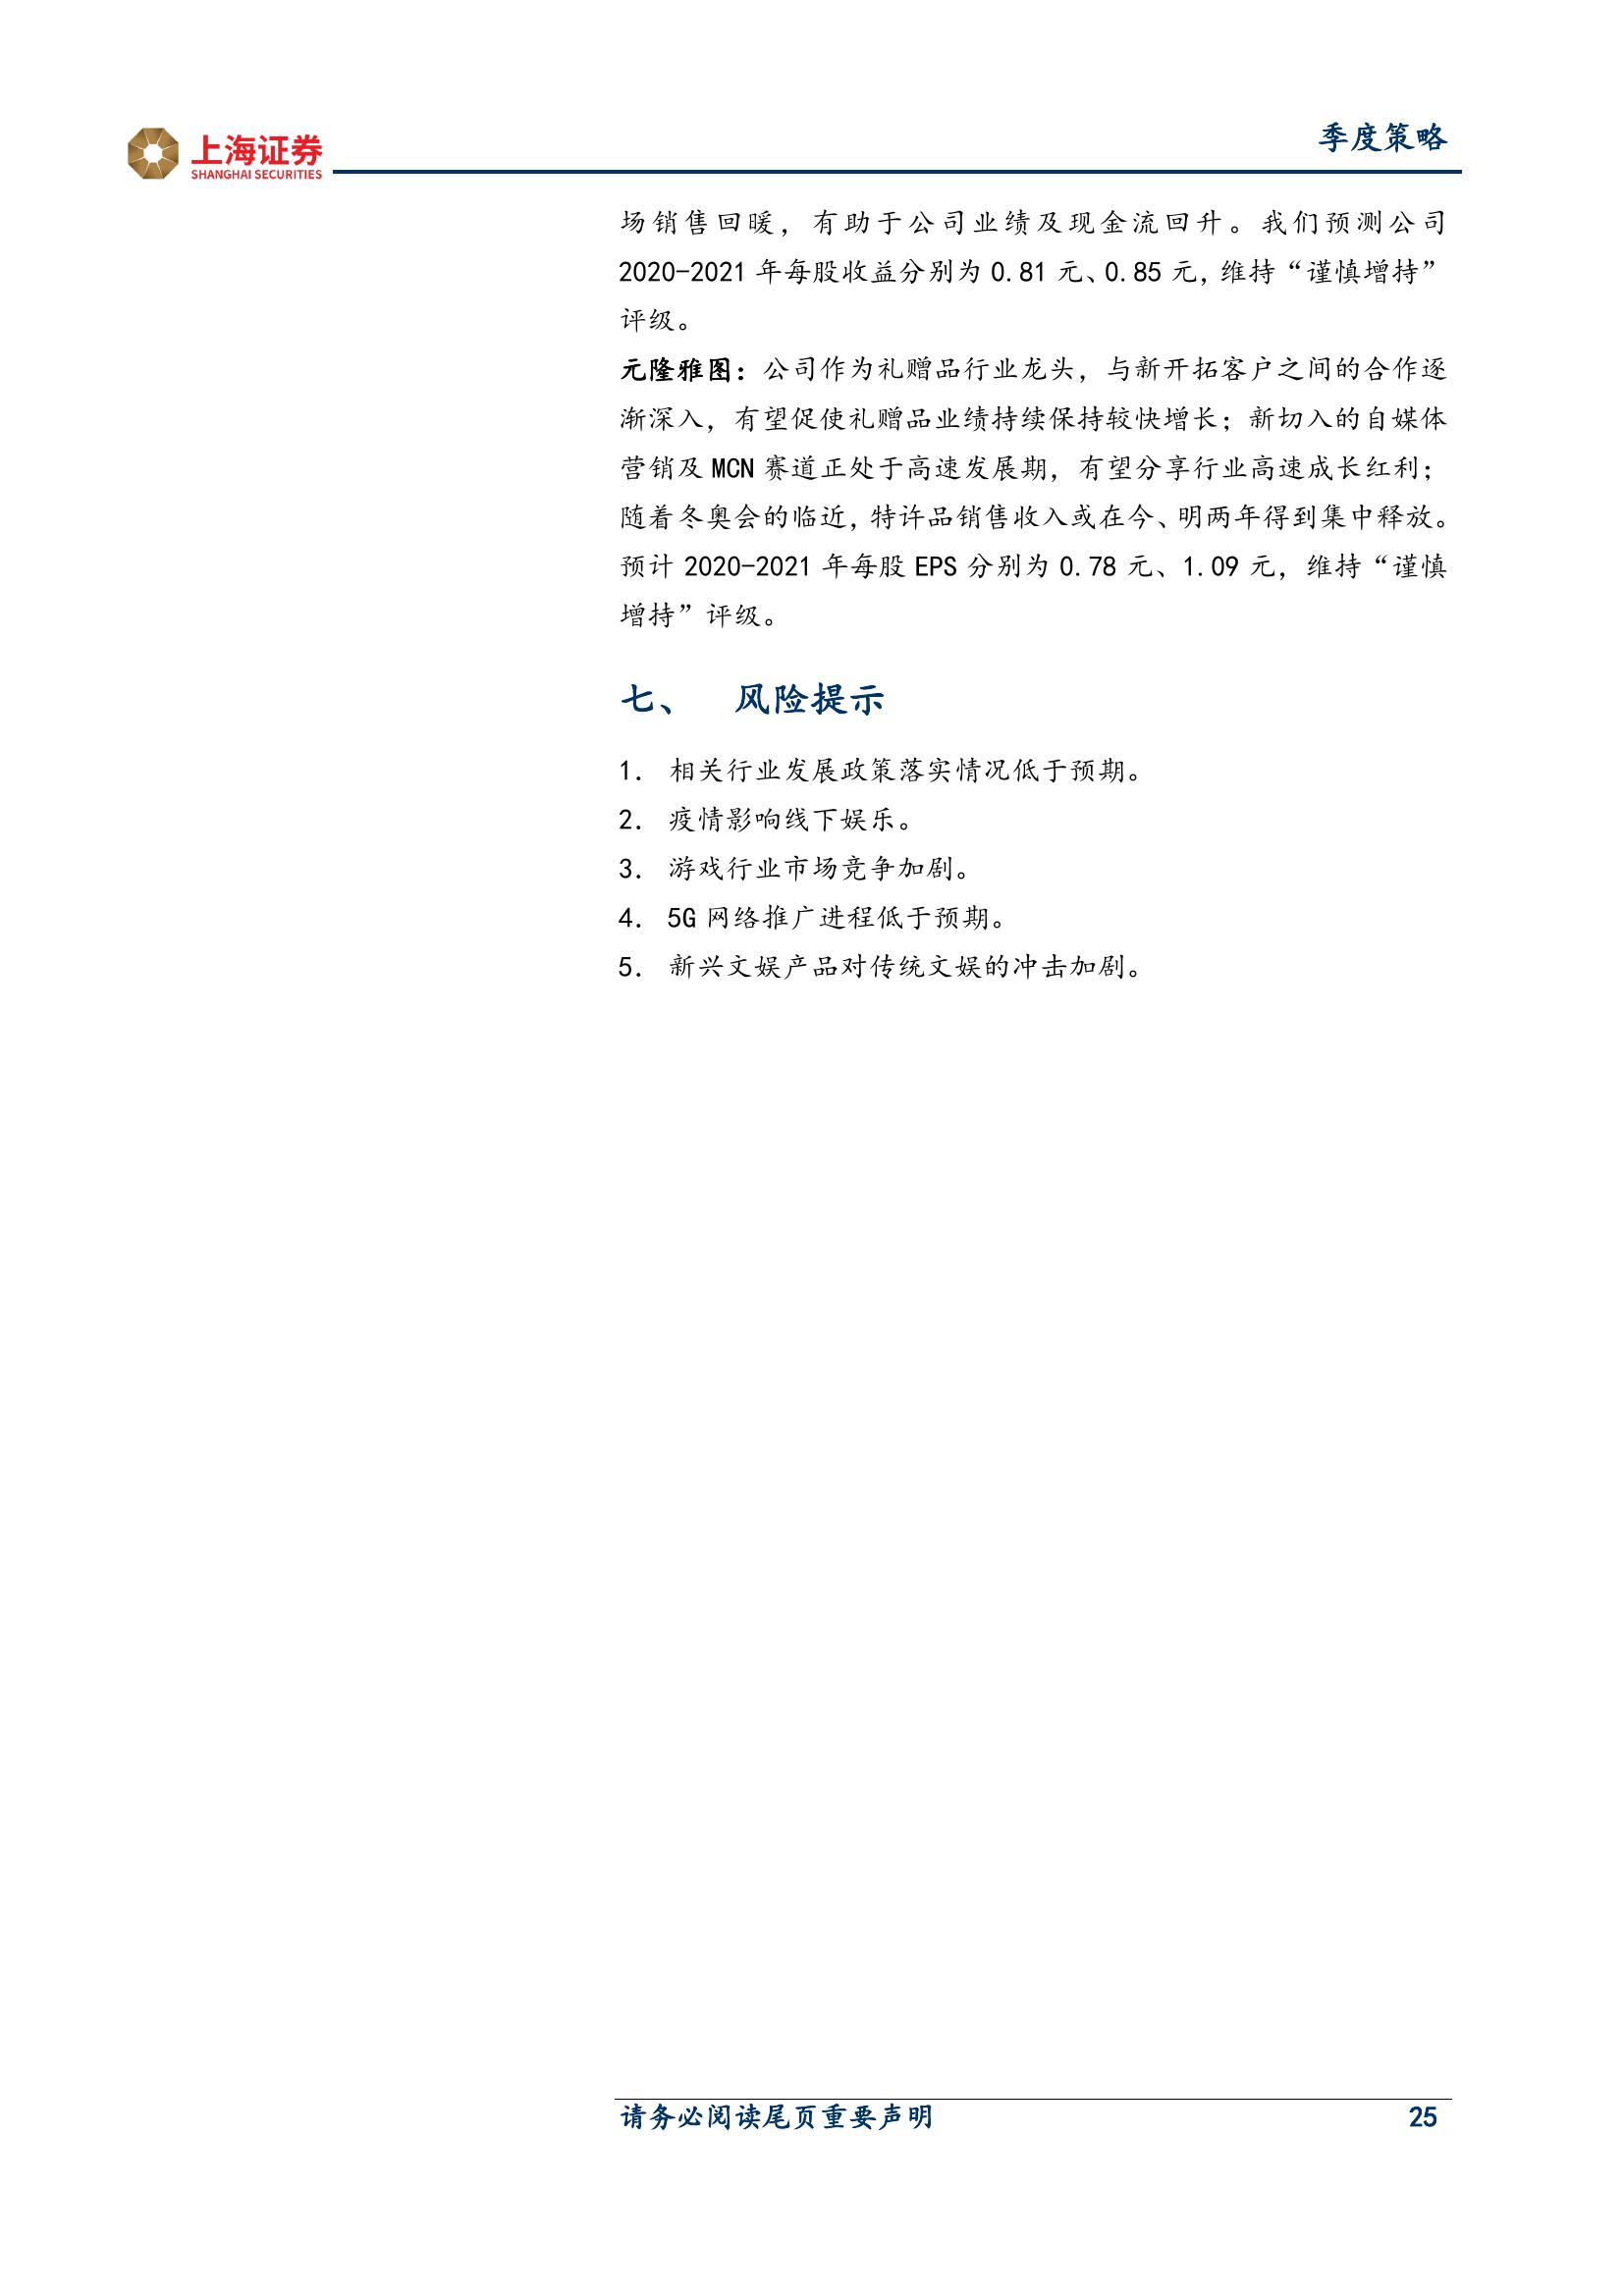 上海证券
SHANGHAI SECURITIES
季度策略
场销售回暖，有助于公司业绩及现金流回升。我们预测公司
2020-2021 年每股收益分别为 0.81 元、0.85 元，维持“谨慎增持”
评级。
元隆雅图：公司作为礼赠品行业龙头，与新开拓客户之间的合作逐
渐深入，有望促使礼赠品业绩持续保持较快增长；新切入的自媒体
营销及 MCN 赛道正处于高速发展期，有望分享行业高速成长红利；
随着冬奥会的临近，特许品销售收入或在今、明两年得到集中释放。
预计 2020-2021 年每股 EPS 分别为 0.78 元、1.09 元，维持“谨慎
增持”评级。
七、 风险提示
1. 相关行业发展政策落实情况低于预期。
2. 疫情影响线下娱乐。
3. 游戏行业市场竞争加剧。
4. 5G 网络推广进程低于预期。
5. 新兴文娱产品对传统文娱的冲击加剧。
请务必阅读尾页重要声明 25